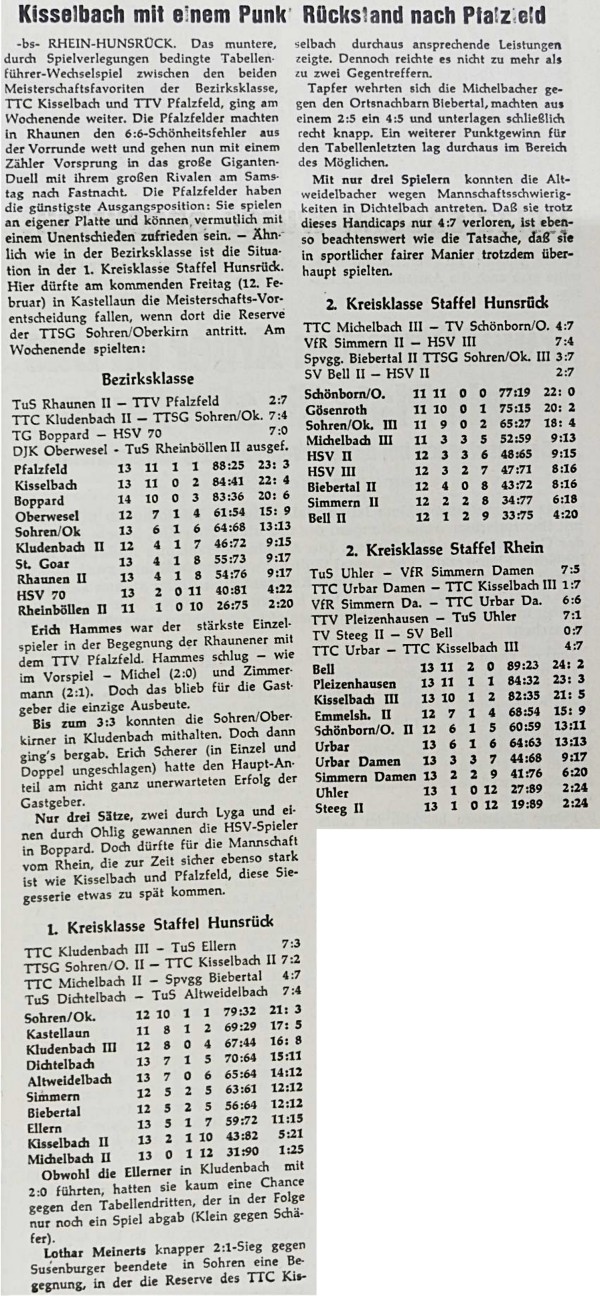 Kisselbach mit einem Punkt Rückstand nach Pfalzfeld
-bs- RHEIN-HUNSRÜCK. Das muntere,
durch Spielverlegungen bedingte Tabellen-
führer-Wechselspiel zwischen den beiden
Meisterschaftsfavoriten der Bezirksklasse,
TTC Kisselbach und TTV Pfalzfeld, ging am
Wochenende weiter. Die Pfalzfelder machten
in Rhaunen den 6:6-Schönheitsfehler aus
der Vorrunde wett und gehen nun mit einem
Zähler Vorsprung in das große Giganten-
Duell mit ihrem großen Rivalen am Sams-
tag nach Fastnacht. Die Pfalzfelder haben
die günstigste Ausgangsposition: Sie spielen
an eigener Platte und können vermutlich mit
einem Unentschieden zufrieden sein. — Ähn-
lich wie in der Bezirksklasse ist die Situa-
tion in der 1. Kreisklasse Staffel Hunsrück.
Hier dürfte am kommenden Freitag (12. Fe-
bruar) in Kastellaun die Meisterschafts-Vor-
entscheidung fallen, wenn dort die Reserve
der TTSG Sohren/Oberkirn antritt. Am
Wochenende spielten:
Bezirksklasse
TuS Rhaunen II — TTV Pfalzfeld 2:7
TTC Kludenbach II — TTSG Sohren/Ok. 7:4
TG Boppard — HSV 70 7:0
DJK Oberwesel - TuS Rheinböllen II ausgef.
Pfalzfeld 13 11 1 1 88:25 23: 3
Kisselbach 13 11 0 2 84:41 22: 4
Boppard 14 10 0 3 83:36 20: 6
Oberwesel 12 7 1 4 61:54 15: 9
Sohren/Ok 13 6 1 6 64:68 13:13
Kludenbach II 12 4 1 7 46:72 9:15
St. Goar 13 4 1 8 55:73 9:17
Rhaunen II 13 4 1 8 54:76 9:17
HSV 70 13 2 0 11 40:81 4:22
Rheinböllen II 11 1 0 10 26:75 2:20
Erich Hammes war der stärkste Einzel-
spieler in der Begegnung der Rhaunener mit
dem TTV Pfalzfeld. Hammes schlug — wie
im Vorspiel — Michel (2:0) und Zimmer-
mann (2:1). Doch das blieb für die Gast-
geber die einzige Ausbeute.
Bis zum 3:3 konnten die Sohren/Ober-
kirner in Kludenbach mithalten. Doch dann
ging's bergab. Erich Scherer (in Einzel und
Doppel ungeschlagen) hatte den Haupt-An-
teil am nicht ganz unerwarteten Erfolg der
Gastgeber.
Nur drei Sätze, zwei durch Lyga und ei-
nen durch Ohlig gewannen die HSV-Spieler
in Boppard. Doch dürfte für die Mannschaft
vom Rhein, die zur Zeit sicher ebenso stark
ist wie Kisselbach und Pfalzfeld, diese Sie-
gesserie etwas zu spät kommen.
1. Kreisklasse Staffel Hunsrück
TTC Kludenbach III — TuS Ellern 7:3
TTSG Sohren/O. II — TTC Kisselbach II 7:2
TTC Michelbach II — Spvgg Biebertal 4:7
TuS Dichtelbach — TuS Altweidelbach 7:4
Sohren/Ok. 12 10 1 1 79:32 21: 3
Kastellaun 11 8 1 2 69:29 17: 5
Kludenbach III 12 8 0 4 67:44 16: 8
Dichtelbach 13 7 1 5 70:64 15:11
Altweidelbach 13 7 0 6 65:64 14:12
Simmern 12 5 2 5 63:61 12:12
Biebertal 12 5 2 5 56:64 12:12
Ellern 13 5 1 7 59:72 11:15
Kisselbach II 13 2 1 10 43:82 5:21
Michelbach II 13 0 1 12 31:90 1:25
Obwohl die Ellerner in Kludenbach mit
2:0 führten, hatten sie kaum eine Chance
gegen den Tabellendritten, der in der Folge
nur noch ein Spiel abgab (Klein gegen Schä-
fer).
Lothar Meinerts knapper 2:1-Sieg gegen
Susenburger beendete in Sohren eine Be-
gegnung, in der die Reserve des TTC Kis-
selbach durchaus ansprechende Leistungen
zeigte. Dennoch reichte es nicht zu mehr als
zu zwei Gegentreffern.
Tapfer wehrten sich die Michelbacher ge-
gen den Ortsnachbarn Biebertal, machten aus
einem 2:5 ein 4:5 und unterlagen schließlich
recht knapp. Ein weiterer Punktgewinn für
den Tabellenletzten lag durchaus im Bereich
des Möglichen.
Mit nur drei Spielern konnten die Alt-
weidelbacher wegen Mannschaftsschwierig-
keiten in Dichtelbach antreten. Daß sie trotz
dieses Handicaps nur 4:7 verloren, ist eben-
so beachtenswert wie die Tatsache, daß sie
in sportlicher fairer Manier trotzdem über-
haupt spielten.
2. Kreisklasse Staffel Hunsrück
TTC Michelbach III — TV Schönborn/O. 4:7
VfR Simmern II — HSV III 7:4
Spvgg. Biebertal II TTSG Sohren/Ok. III 3:7
SV Bell II — HSV II 2:7
Schönborn/O. 11 11 0 0 77:19 22: 0
Gösenroth 11 10 0 1 75:15 20: 2
Sohren/Ok. III 11 9 0 2 65:27 18: 4
Michelbach III 11 3 3 5 52:59 9:13
HSV II 12 3 3 6 48:65 9:15
HSV III 12 3 2 7 47:71 8:16
Biebertal II 12 4 0 8 43:72 8:16
Simmern II 12 2 2 8 34:77 6:18
Bell II 12 1 2 9 33:75 4:20
2. Kreisklasse Staffel Rhein
TuS Uhler — VfR Simmern Damen 7:5
TTC Urbar Damen — TTC Kisselbach III 1:7
VfR Simmern Da. — TTC Urbar Da. 6:6
TTV Pleizenhausen — TuS Uhler 7:1
TV Steeg II — SV Bell 0:7
TTC Urbar — TTC Kisselbach III 4:7
Bell 13 11 2 0 89:23 24: 2
Pleizenhausen 13 11 1 1 84:32 23: 3
Kisselbach III 13 10 1 2 82:35 21: 5
Emmelsh. II 12 7 1 4 68:54 15: 9
Schönborn/O. II 12 6 1 5 60:59 13:11
Urbar 13 6 1 6 64:63 13:13
Urbar Damen 13 3 3 7 44:68 9:17
Simmern Damen 13 2 2 9 41:76 6:20
Uhler 13 1 0 12 27:89 2:24
Steeg II 13 1 0 12 19:89 2:24